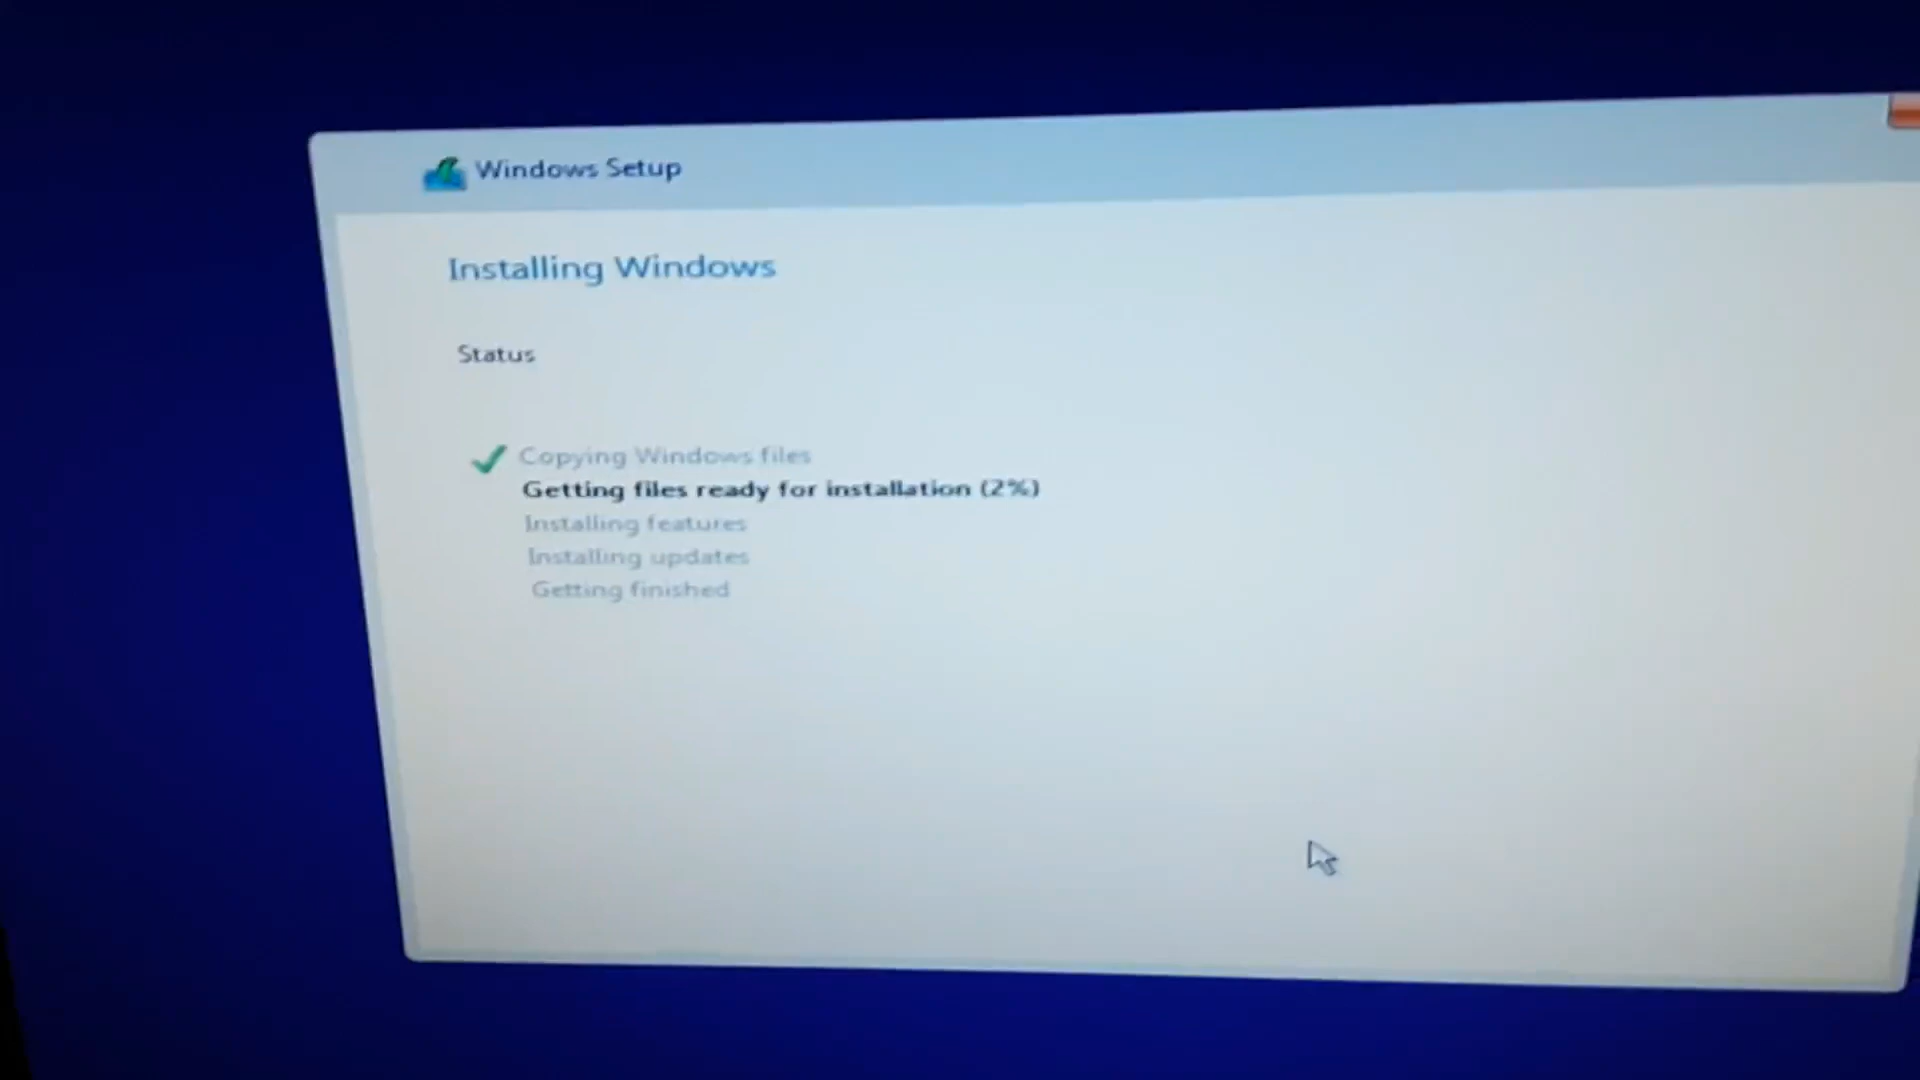 Windows Setup
Installing Windows
Status
Copying Windows files
Getting files ready for installation (2%)
Installing features
Installing updates
Getting finished